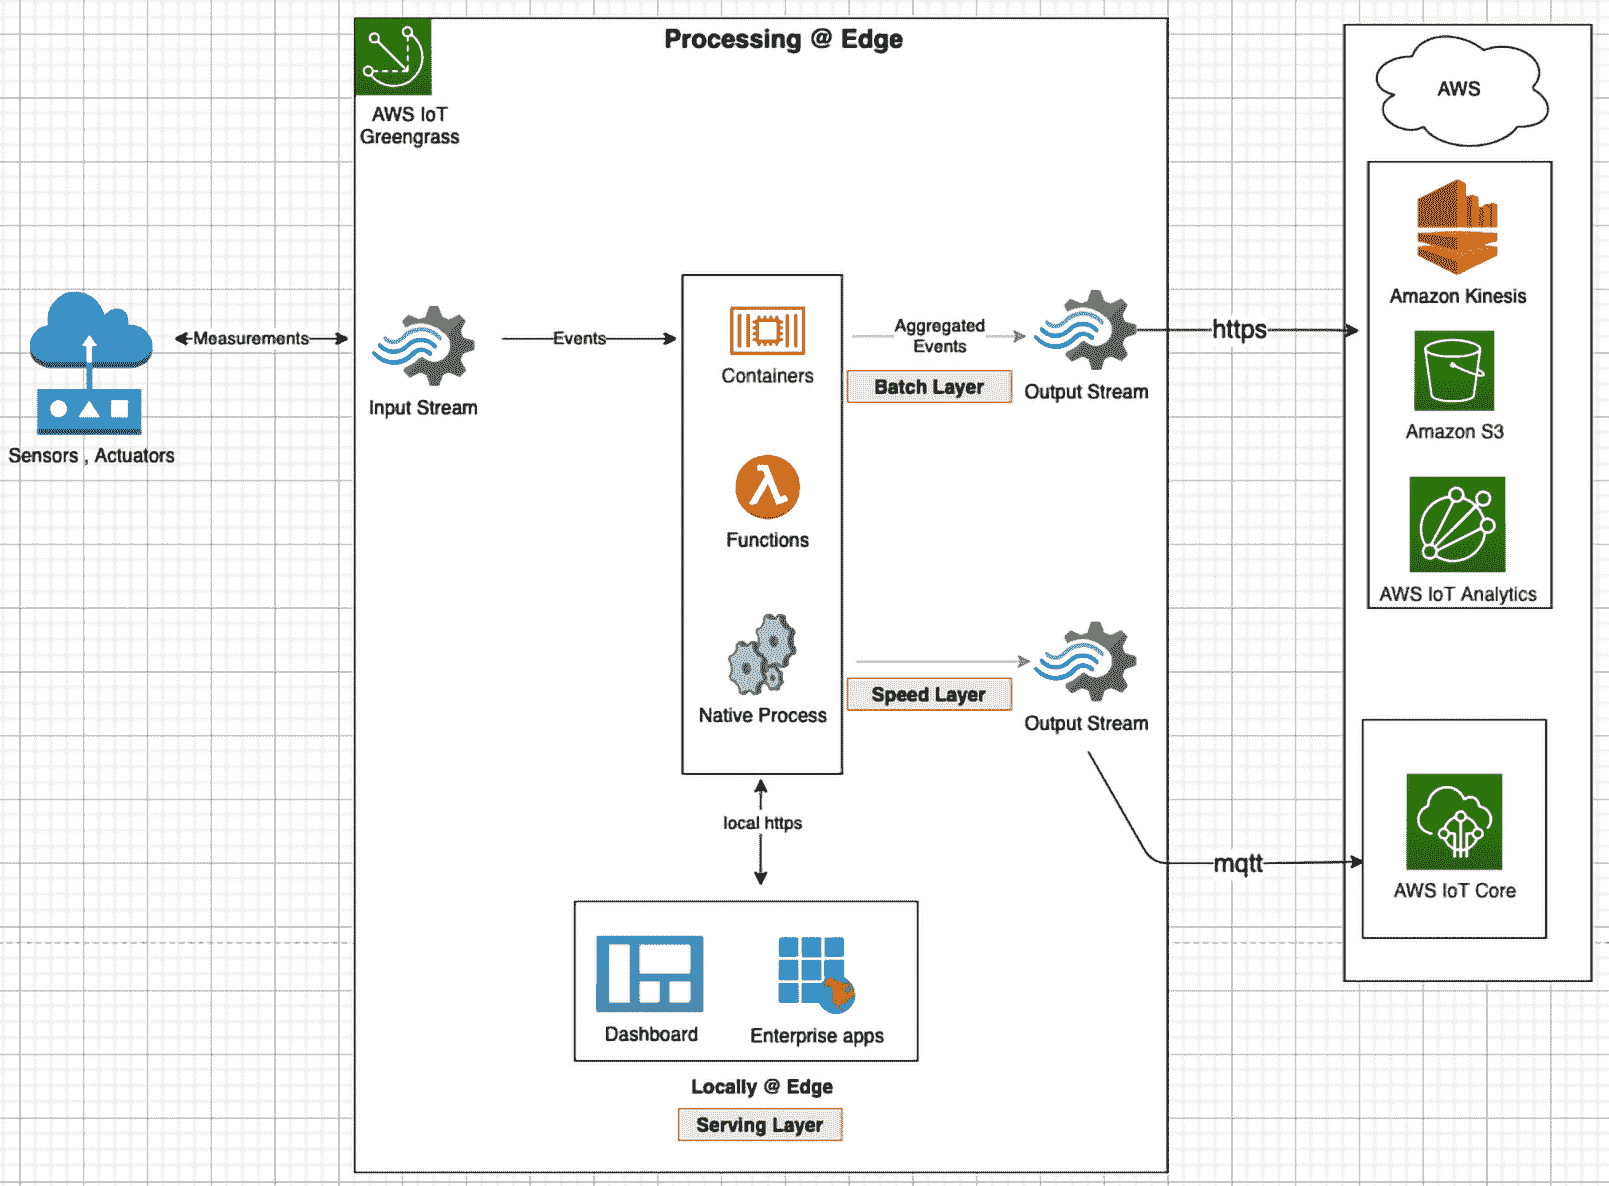 Processing @ Edge
AWS IoT
Greengrass
AWS
Amazon Kinesis
Measurements
Events
Containers
Aggregated
Events
Batch Layer
Input Stream
Output Stream
https
Amazon S3
Sensors , Actuators
Functions
AWS IoT Analytics
Native Process
Speed Layer
Output Stream
local https
mqtt
AWS IoT Core
Dashboard
Enterprise apps
Locally @ Edge
Serving Layer